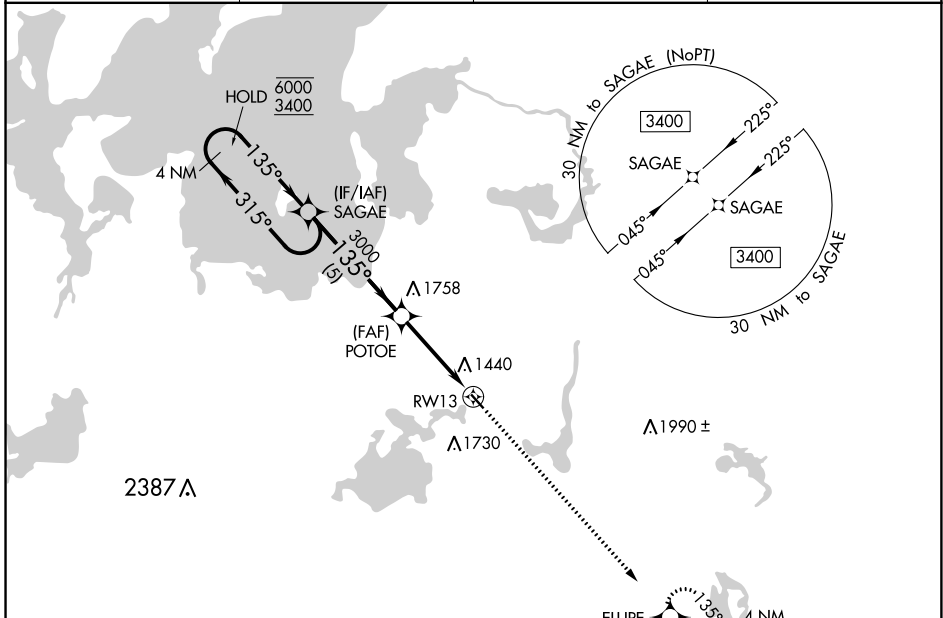 HOLD
6000
3400
4 NM
135°
315°
(IF/IAF)
SAGAE
3000
135°
(5)
1758
(FAF)
POTOE
1440
RW13
1730
1990 ±
2387
30 NM to SAGAE (NoPT)
3400
225°
SAGAE
045°
225°
SAGAE
045°
3400
30 NM to SAGAE
135°
4 NM